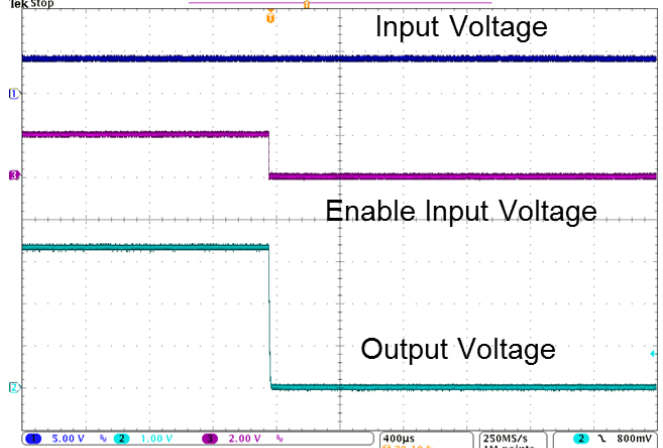 Tek Stop
Input Voltage
1
3
Enable Input Voltage
Output Voltage
2
1 5.00 V 2 1.00 V 3 2.00 V 400µs 250MS/s 2 800mV